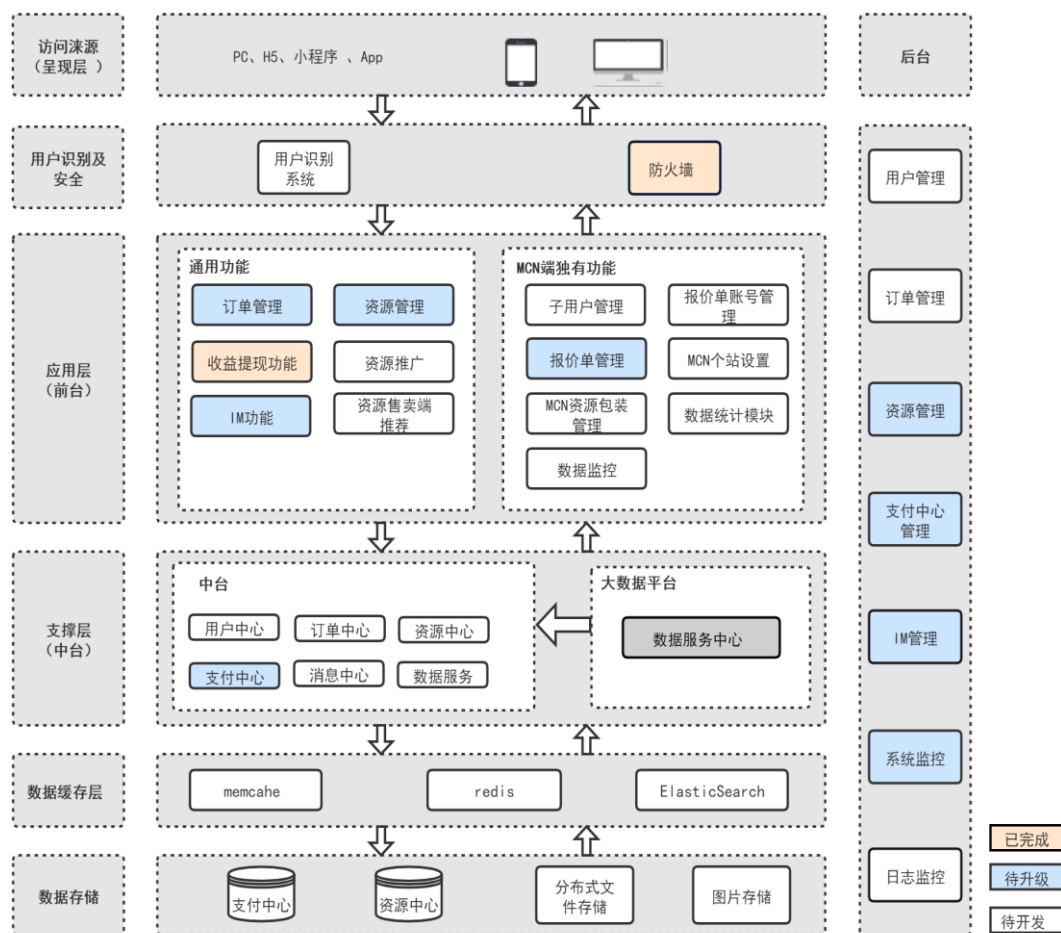 访问涞源
（呈现层 ）
PC、H5、小程序 、App
后台
用户识别及
安全
用户识别
系统
防火墙
应用层
（前台）
通用功能
订单管理
资源管理
收益提现功能
资源推广
IM功能
资源售卖端
推荐
MCN端独有功能
子用户管理
报价单账号管
理
报价单管理
MCN个站设置
MCN资源包装
管理
数据统计模块
数据监控
支撑层
（中台）
中台
用户中心
订单中心
资源中心
支付中心
消息中心
数据服务
大数据平台
数据服务中心
数据缓存层
memcahe
redis
ElasticSearch
数据存储
支付中心
资源中心
分布式文
件存储
图片存储
用户管理
订单管理
资源管理
支付中心
管理
IM管理
系统监控
日志监控
已完成
待升级
待开发